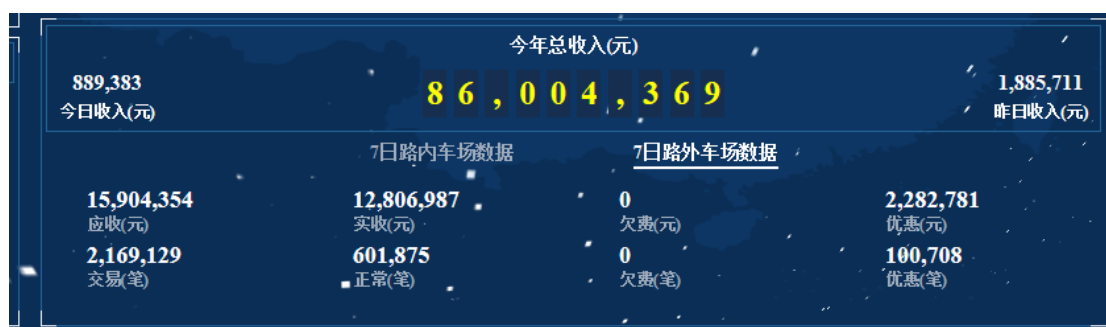 今年总收入(元)
889,383
今日收入(元)
86,004,369
1,885,711
昨日收入(元)
7日路内车场数据
7日路外车场数据
15,904,354
应收(元)
12,806,987
实收(元)
0
欠费(元)
2,282,781
优惠(元)
2,169,129
交易(笔)
601,875
正常(笔)
0
欠费(笔)
100,708
优惠(笔)